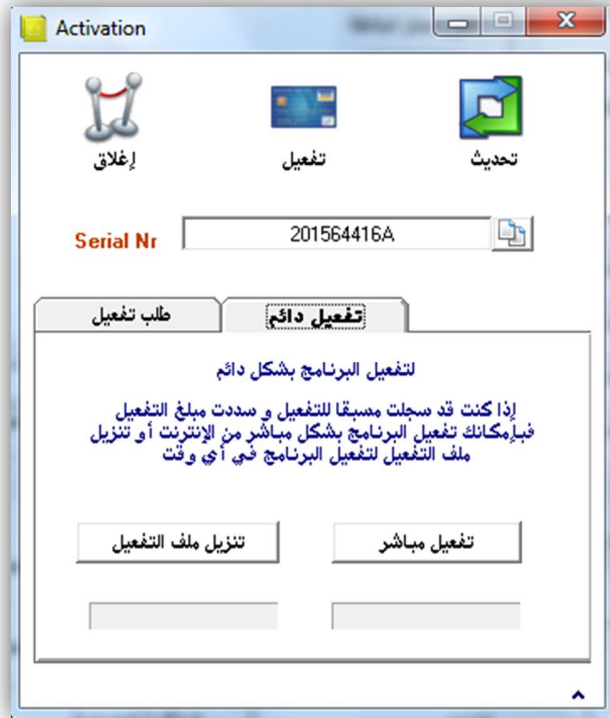 Activation
تحديث
تفعيل
إغلاق
Serial Nr
201564416A
تفعيل دائم
طلب تفعيل
لتفعيل البرنامج بشكل دائم
إذا كنت قد سجلت مسبقا للتفعيل و سددت مبلغ التفعيل
فبإمكانك تفعيل البرنامج بشكل مباشر من الإنترنت أو تنزيل
ملف التفعيل لتفعيل البرنامج في أي وقت
تفعيل مباشر
تنزيل ملف التفعيل